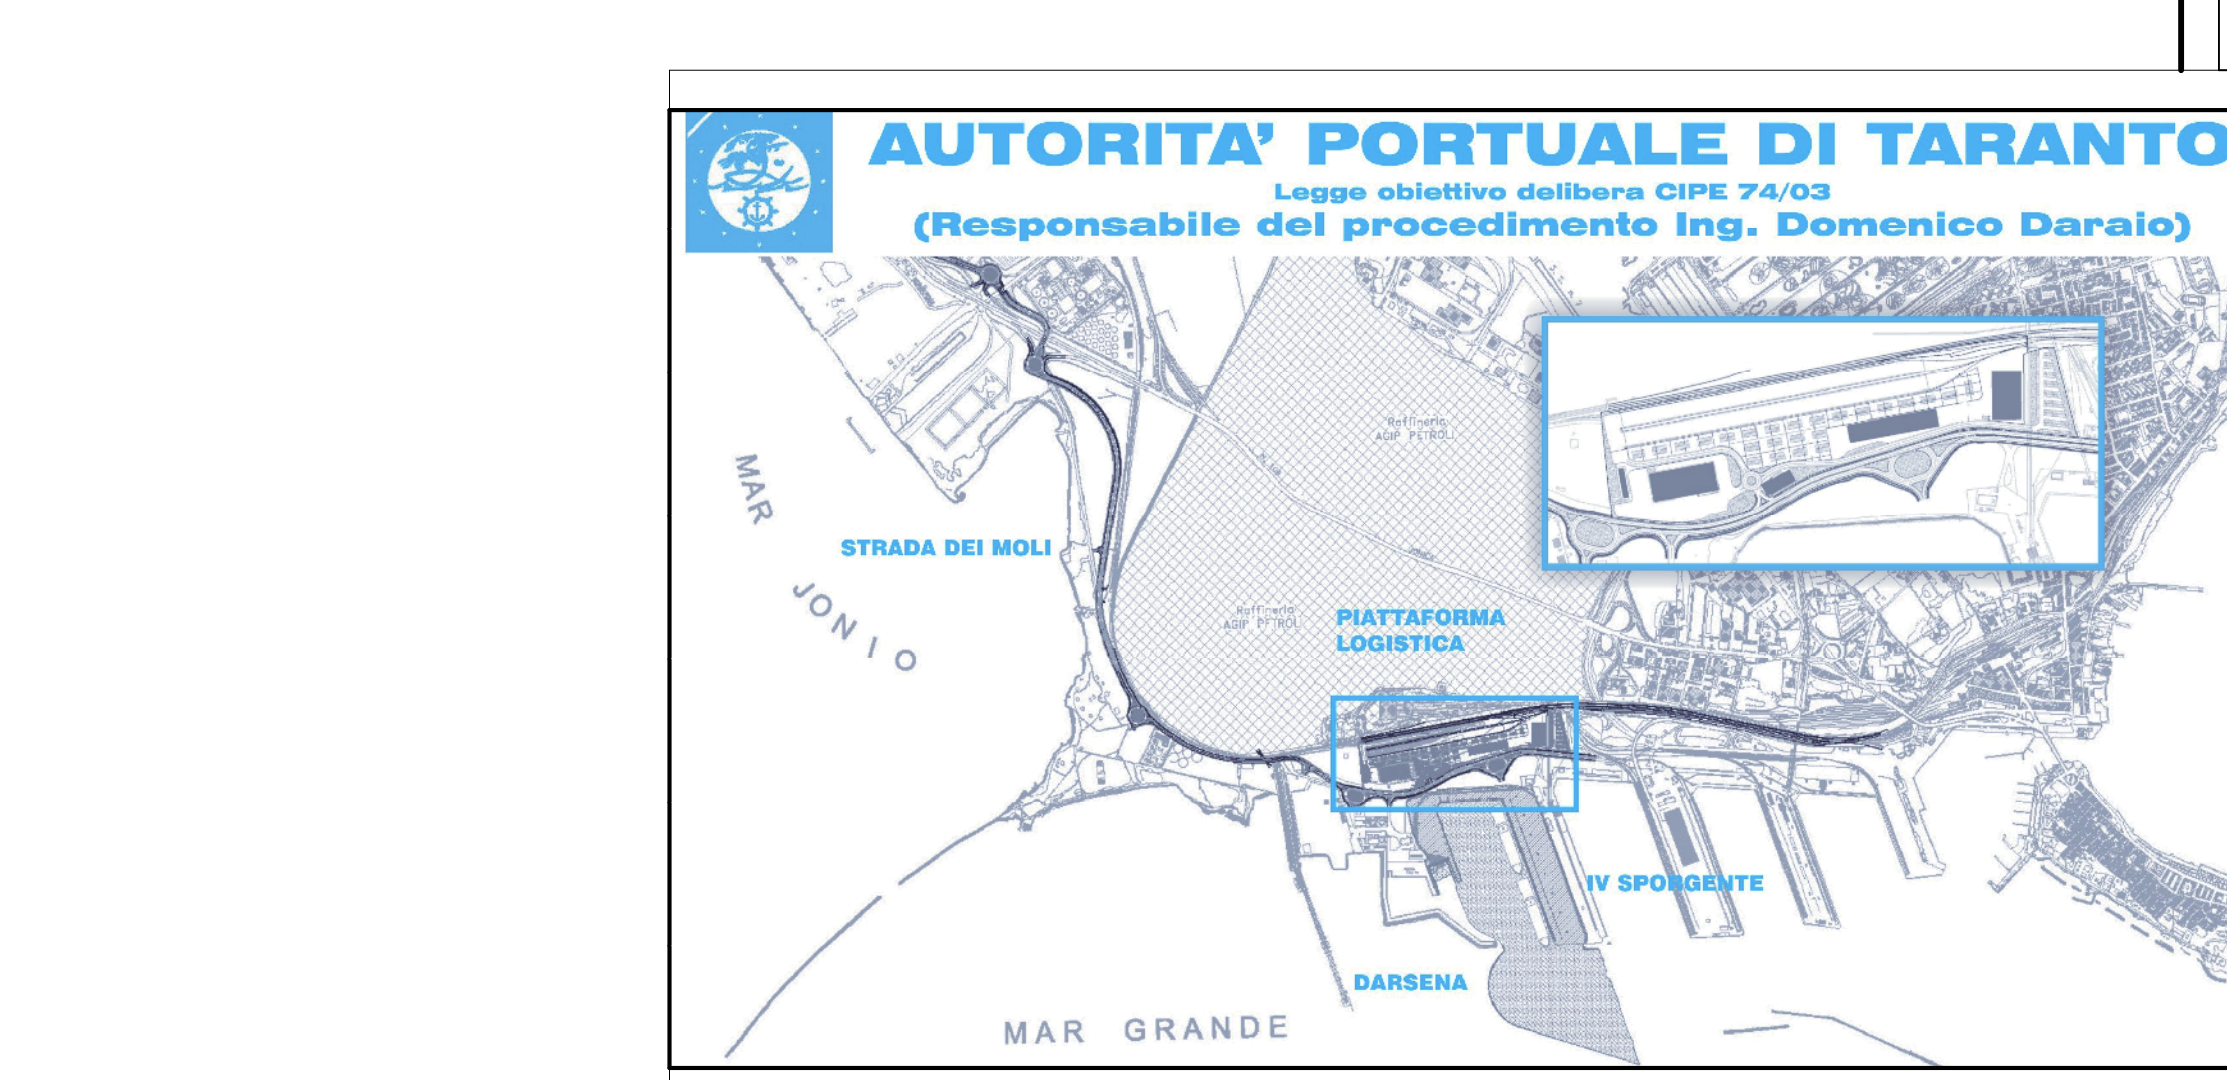 AUTORITA' PORTUALE DI TARANTO
Legge obiettivo delibera CIPE 74/03
(Responsabile del procedimento Ing. Domenico Daraio)
Raffineria
AGIP PETROLI
MAR
JONIO
STRADA DEI MOLI
Raffineria
AGIP PETROLI
PIATTAFORMA
LOGISTICA
IV SPORGENTE
DARSENA
MAR GRANDE